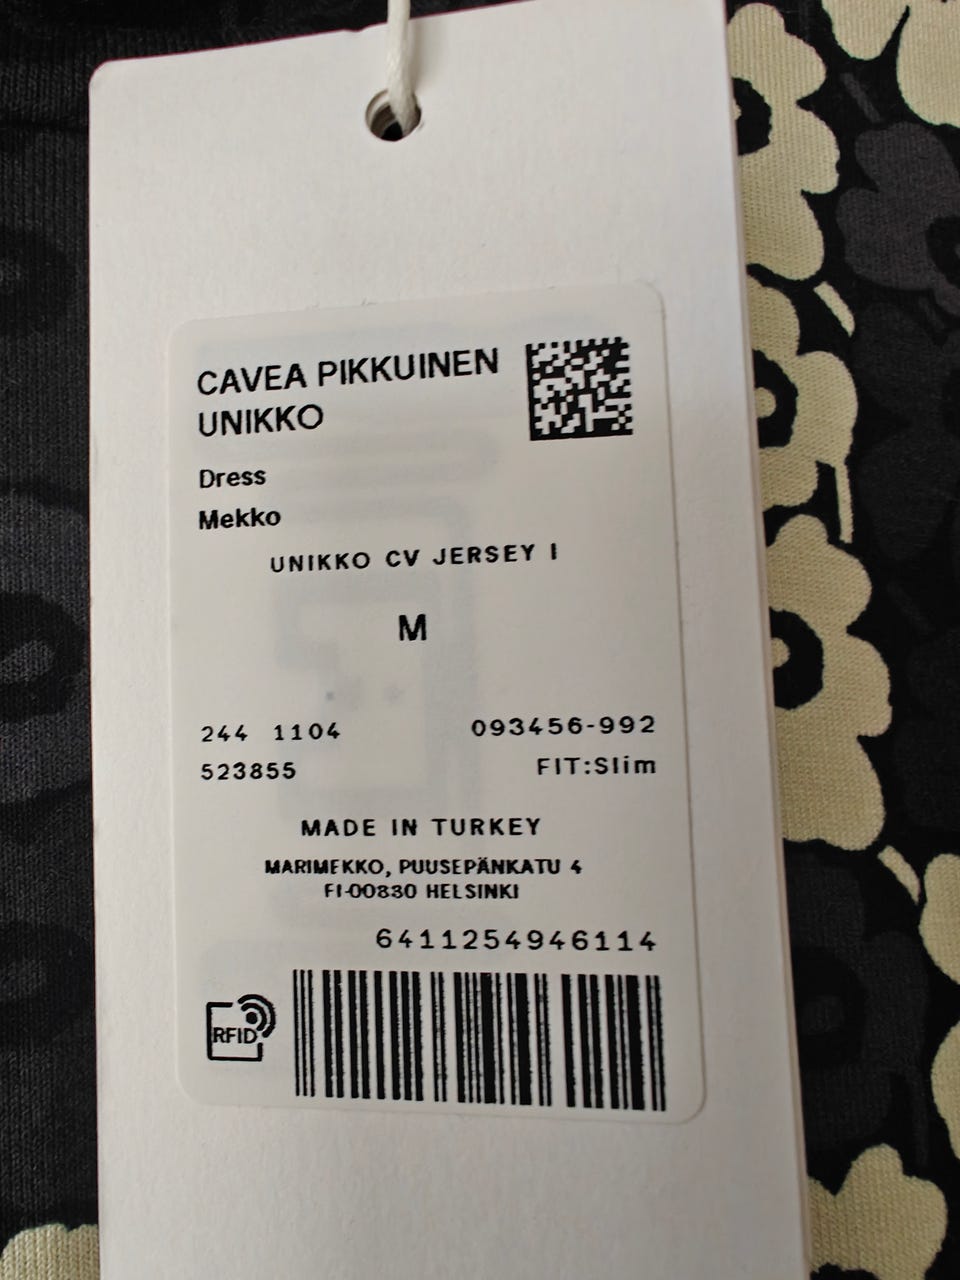 CAVEA PIKKUINEN
UNIKKO
Dress
Mekko
UNIKKO CV JERSEY I
M
244 1104 093456-992
523855 FIT:Slim
MADE IN TURKEY
MARIMEKKO, PUUSEPÄNKATU 4
FI-00880 HELSINKI
6411254946114
RFID